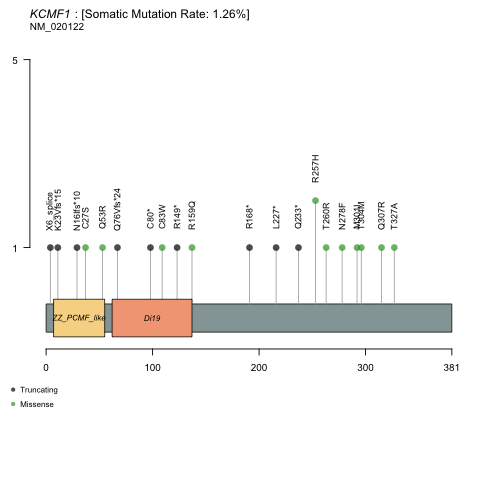 KCMF1 : [Somatic Mutation Rate: 1.26%]
NM_020122
5
1
X6_splice
K23Vfs*15
N16Ifs*10
C27S
Q53R
Q76Vfs*24
C80*
C83W
R149*
R159Q
R168*
L227*
Q233*
R257H
T260R
N278F
T304M
Q307R
T327A
ZZ_PCMF_like
Di19
0
100
200
300
381
Truncating
Missense